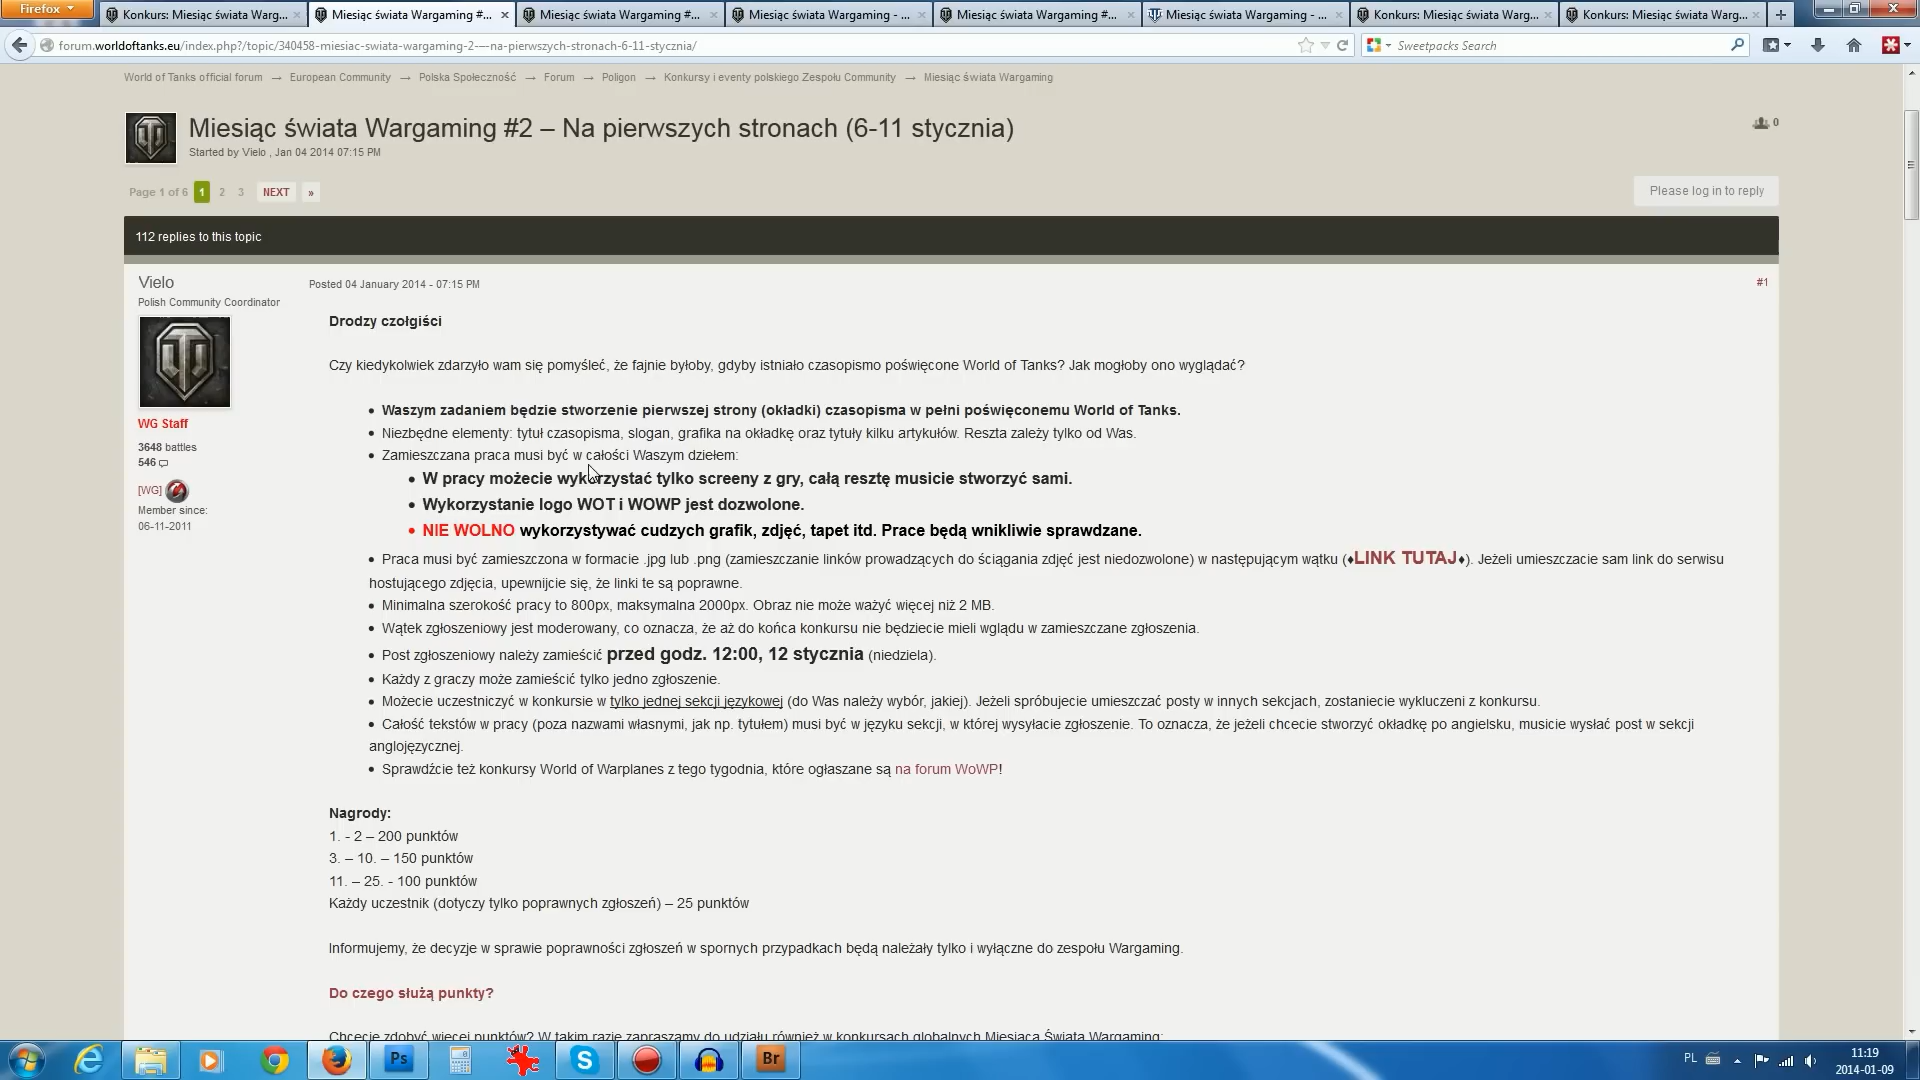 Firefox
Konkurs: Miesiąc świata Warg...
Miesiąc świata Wargaming #...
Miesiąc świata Wargaming #...
Miesiąc świata Wargaming - ...
Miesiąc świata Wargaming #...
Miesiąc świata Wargaming - ...
Konkurs: Miesiąc świata Warg...
Konkurs: Miesiąc świata Warg...
forum.worldoftanks.eu/index.php?/topic/340458-miesiac-swiata-wargaming-2-—na-pierwszych-stronach-6-11-stycznia/
Sweetpacks Search
World of Tanks official forum → European Community → Polska Społeczność → Forum → Poligon → Konkursy i eventy polskiego Zespołu Community → Miesiąc świata Wargaming
Miesiąc świata Wargaming #2 – Na pierwszych stronach (6-11 stycznia)
0
Started by Vielo , Jan 04 2014 07:15 PM
Page 1 of 6 1 2 3 NEXT »
Please log in to reply
112 replies to this topic
Vielo
Polish Community Coordinator
WG Staff
3648 battles
546
[WG]
Member since:
06-11-2011
Posted 04 January 2014 - 07:15 PM
#1
Drodzy czołgiści
Czy kiedykolwiek zdarzyło wam się pomyśleć, że fajnie byłoby, gdyby istniało czasopismo poświęcone World of Tanks? Jak mogłoby ono wyglądać?
• Waszym zadaniem będzie stworzenie pierwszej strony (okładki) czasopisma w pełni poświęconemu World of Tanks.
• Niezbędne elementy: tytuł czasopisma, slogan, grafika na okładkę oraz tytuły kilku artykułów. Reszta zależy tylko od Was.
• Zamieszczana praca musi być w całości Waszym dziełem:
• W pracy możecie wykorzystać tylko screeny z gry, całą resztę musicie stworzyć sami.
• Wykorzystanie logo WOT i WOWP jest dozwolone.
• NIE WOLNO wykorzystywać cudzych grafik, zdjęć, tapet itd. Prace będą wnikliwie sprawdzane.
• Praca musi być zamieszczona w formacie .jpg lub .png (zamieszczanie linków prowadzących do ściągania zdjęć jest niedozwolone) w następującym wątku (♦LINK TUTAJ♦). Jeżeli umieszczacie sam link do serwisu
hostującego zdjęcia, upewnijcie się, że linki te są poprawne.
• Minimalna szerokość pracy to 800px, maksymalna 2000px. Obraz nie może ważyć więcej niż 2 MB.
• Wątek zgłoszeniowy jest moderowany, co oznacza, że aż do końca konkursu nie będziecie mieli wglądu w zamieszczane zgłoszenia.
• Post zgłoszeniowy należy zamieścić przed godz. 12:00, 12 stycznia (niedziela).
• Każdy z graczy może zamieścić tylko jedno zgłoszenie.
• Możecie uczestniczyć w konkursie w tylko jednej sekcji językowej (do Was należy wybór, jakiej). Jeżeli spróbujecie umieszczać posty w innych sekcjach, zostaniecie wykluczeni z konkursu.
• Całość tekstów w pracy (poza nazwami własnymi, jak np. tytułem) musi być w języku sekcji, w której wysyłacie zgłoszenie. To oznacza, że jeżeli chcecie stworzyć okładkę po angielsku, musicie wysłać post w sekcji
anglojęzycznej.
• Sprawdźcie też konkursy World of Warplanes z tego tygodnia, które ogłaszane są na forum WoWP!
Nagrody:
1. - 2 – 200 punktów
3. – 10. – 150 punktów
11. – 25. - 100 punktów
Każdy uczestnik (dotyczy tylko poprawnych zgłoszeń) – 25 punktów
Informujemy, że decyzje w sprawie poprawności zgłoszeń w spornych przypadkach będą należały tylko i wyłączne do zespołu Wargaming.
Do czego służą punkty?
Chcecie zdobyć więcej punktów? W takim razie zapraszamy do udziału również w konkursach globalnych Miesiąca Świata Wargaming:
Ps
S
Br
PL
11:19
2014-01-09